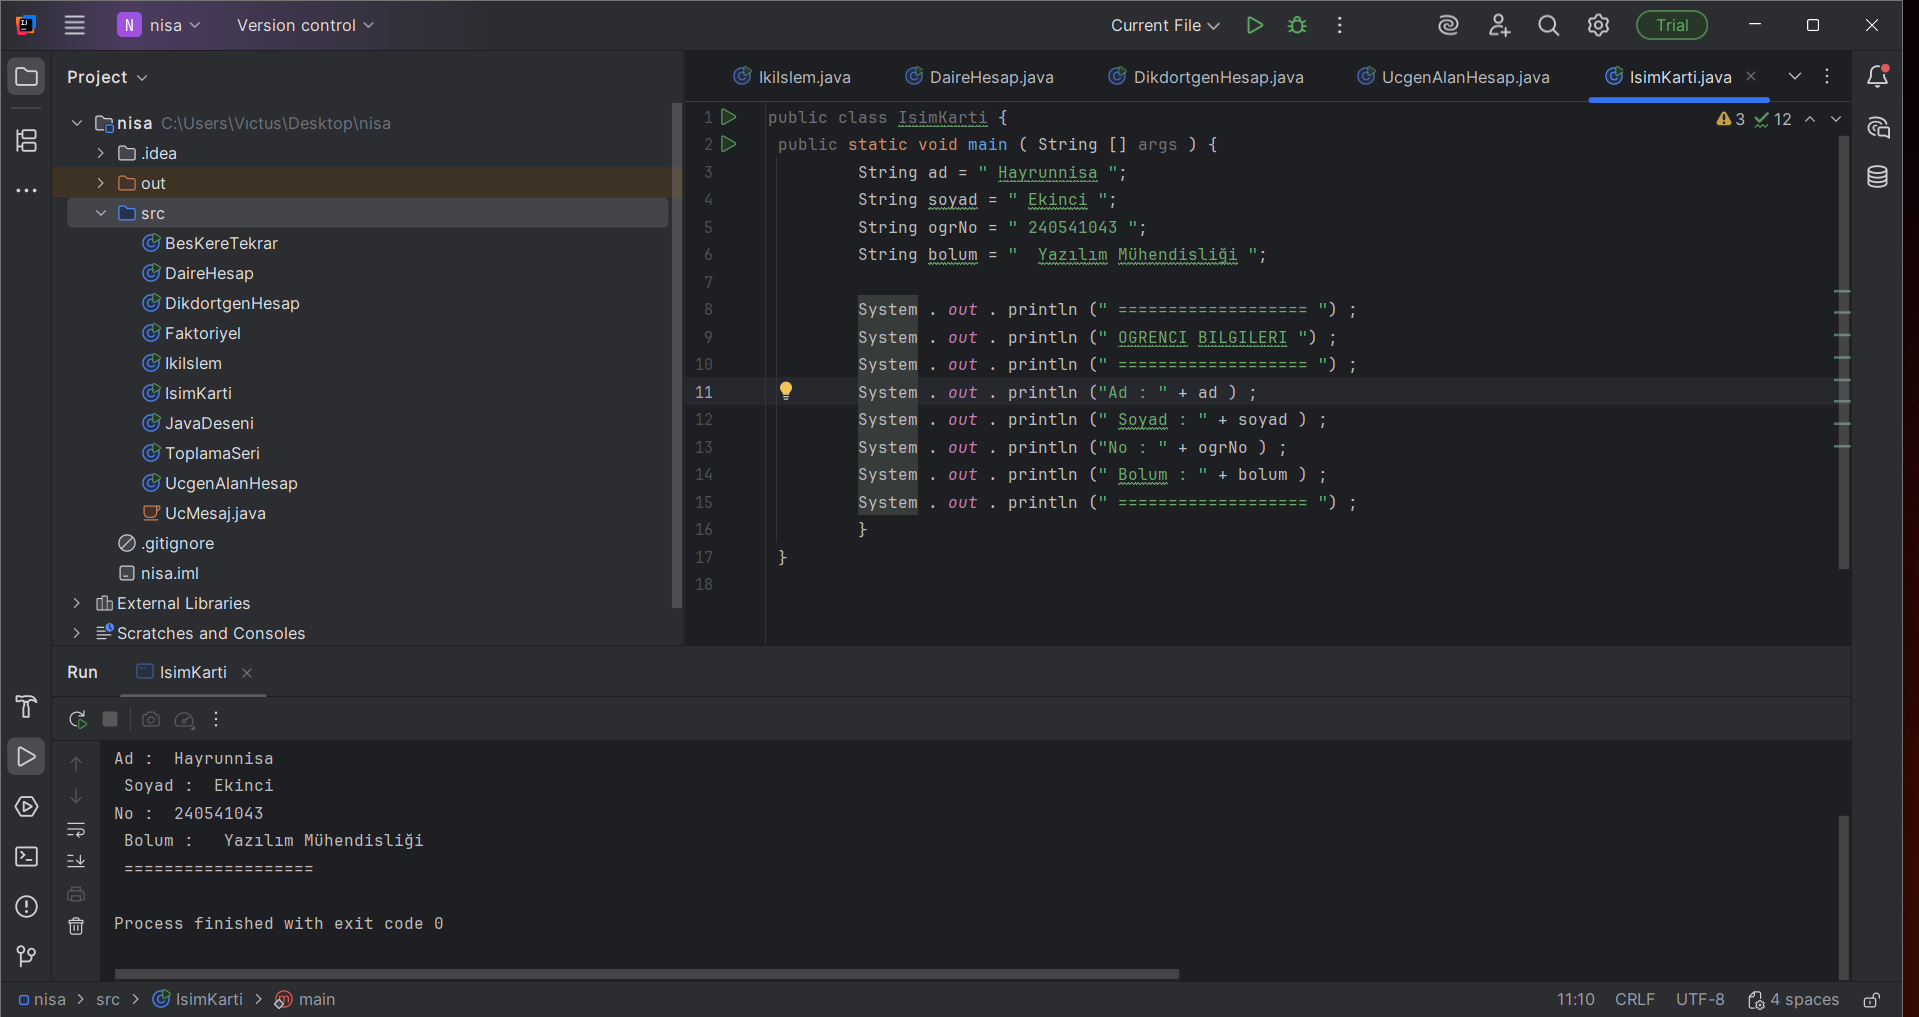 N nisa Version control Current File Trial
Project
nisa C:\Users\Victus\Desktop\nisa
.idea
out
src
BesKereTekrar
DaireHesap
DikdortgenHesap
Faktoriyel
IkiIslem
IsimKarti
JavaDeseni
ToplamaSeri
UcgenAlanHesap
UcMesaj.java
.gitignore
nisa.iml
External Libraries
Scratches and Consoles
IkiIslem.java DaireHesap.java DikdortgenHesap.java UcgenAlanHesap.java IsimKarti.java
3 12
1 public class IsimKarti {
2 public static void main ( String [] args ) {
3 String ad = " Hayrunnisa ";
4 String soyad = " Ekinci ";
5 String ogrNo = " 240541043 ";
6 String bolum = "  Yazılım Mühendisliği ";
7
8 System . out . println (" =================== ") ;
9 System . out . println (" OGRENCI BILGILERI ") ;
10 System . out . println (" =================== ") ;
11 System . out . println ("Ad : " + ad ) ;
12 System . out . println (" Soyad : " + soyad ) ;
13 System . out . println ("No : " + ogrNo ) ;
14 System . out . println (" Bolum : " + bolum ) ;
15 System . out . println (" =================== ") ;
16 }
17 }
18
Run IsimKarti
Ad :  Hayrunnisa
Soyad :  Ekinci
No :  240541043
Bolum :   Yazılım Mühendisliği
===================
Process finished with exit code 0
nisa > src > IsimKarti > m main 11:10 CRLF UTF-8 4 spaces